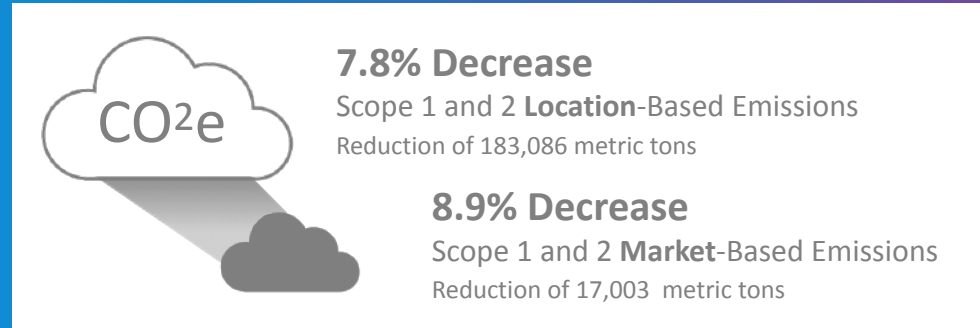 CO²e
7.8% Decrease
Scope 1 and 2 Location-Based Emissions
Reduction of 183,086 metric tons
8.9% Decrease
Scope 1 and 2 Market-Based Emissions
Reduction of 17,003  metric tons